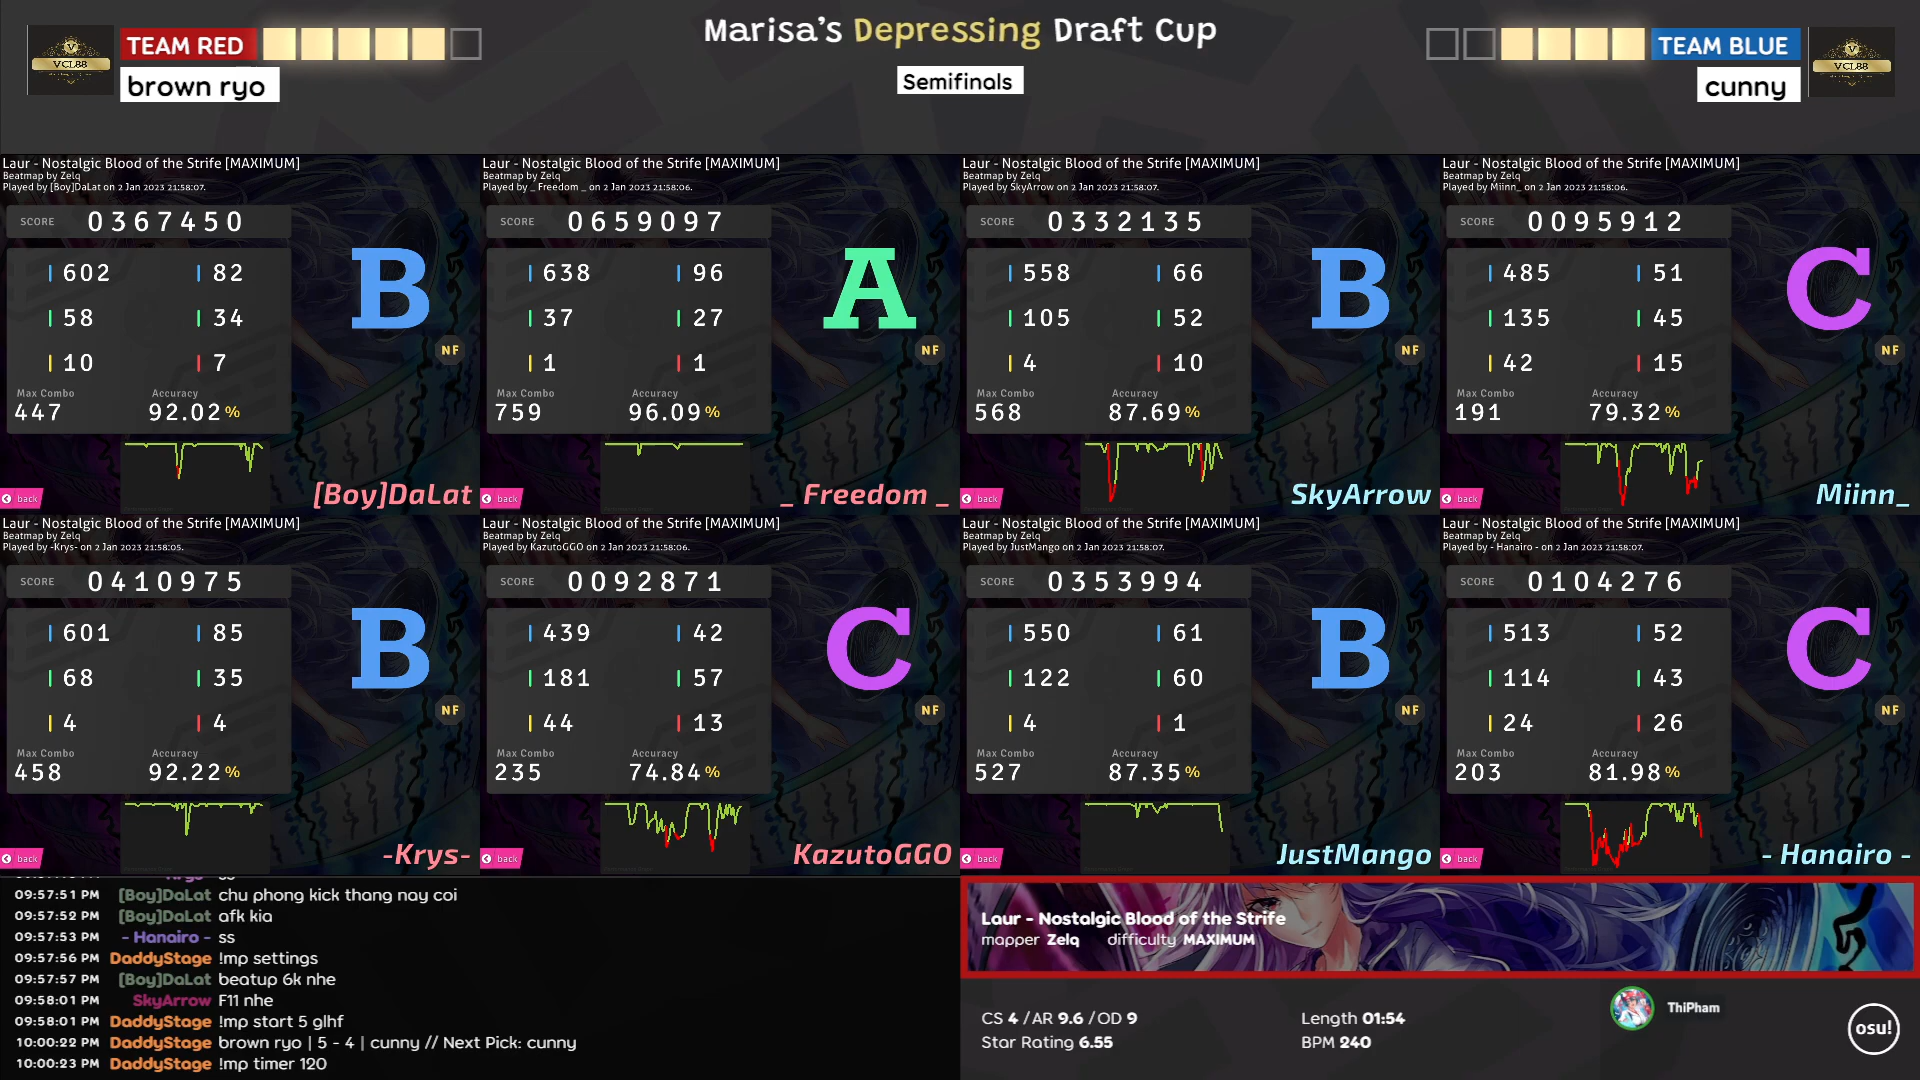 Marisa's Depressing Draft Cup
Semifinals
VCL88
TEAM RED
brown ryo
TEAM BLUE
cunny
VCL88
Laur - Nostalgic Blood of the Strife [MAXIMUM]
Beatmap by Zelq
Played by [Boy]DaLat on 2 Jan 2023 21:58:07.
SCORE 0367450
602 82
58 34
10 7
Max Combo Accuracy
447 92.02%
B
NF
back
[Boy]DaLat
Laur - Nostalgic Blood of the Strife [MAXIMUM]
Beatmap by Zelq
Played by _ Freedom _ on 2 Jan 2023 21:58:06.
SCORE 0659097
638 96
37 27
1 1
Max Combo Accuracy
759 96.09%
A
NF
back
_ Freedom _
Laur - Nostalgic Blood of the Strife [MAXIMUM]
Beatmap by Zelq
Played by SkyArrow on 2 Jan 2023 21:58:07.
SCORE 0332135
558 66
105 52
4 10
Max Combo Accuracy
568 87.69%
B
NF
back
SkyArrow
Laur - Nostalgic Blood of the Strife [MAXIMUM]
Beatmap by Zelq
Played by Miinn_ on 2 Jan 2023 21:58:06.
SCORE 0095912
485 51
135 45
42 15
Max Combo Accuracy
191 79.32%
C
NF
back
Miinn_
Laur - Nostalgic Blood of the Strife [MAXIMUM]
Beatmap by Zelq
Played by -Krys- on 2 Jan 2023 21:58:05.
SCORE 0410975
601 85
68 35
4 4
Max Combo Accuracy
458 92.22%
B
NF
back
-Krys-
Laur - Nostalgic Blood of the Strife [MAXIMUM]
Beatmap by Zelq
Played by KazutoGGO on 2 Jan 2023 21:58:06.
SCORE 0092871
439 42
181 57
44 13
Max Combo Accuracy
235 74.84%
C
NF
back
KazutoGGO
Laur - Nostalgic Blood of the Strife [MAXIMUM]
Beatmap by Zelq
Played by JustMango on 2 Jan 2023 21:58:07.
SCORE 0353994
550 61
122 60
4 1
Max Combo Accuracy
527 87.35%
B
NF
back
JustMango
Laur - Nostalgic Blood of the Strife [MAXIMUM]
Beatmap by Zelq
Played by - Hanairo - on 2 Jan 2023 21:58:07.
SCORE 0104276
513 52
114 43
24 26
Max Combo Accuracy
203 81.98%
C
NF
back
- Hanairo -
09:57:51 PM [Boy]DaLat chu phong kick thang nay coi
09:57:52 PM [Boy]DaLat afk kia
09:57:53 PM - Hanairo - ss
09:57:56 PM DaddyStage !mp settings
09:57:57 PM [Boy]DaLat beatup 6k nhe
09:58:01 PM SkyArrow F11 nhe
09:58:01 PM DaddyStage !mp start 5 glhf
10:00:22 PM DaddyStage brown ryo | 5 - 4 | cunny // Next Pick: cunny
10:00:23 PM DaddyStage !mp timer 120
Laur - Nostalgic Blood of the Strife
mapper Zelq difficulty MAXIMUM
CS 4 / AR 9.6 / OD 9
Star Rating 6.55
Length 01:54
BPM 240
ThiPham
osu!